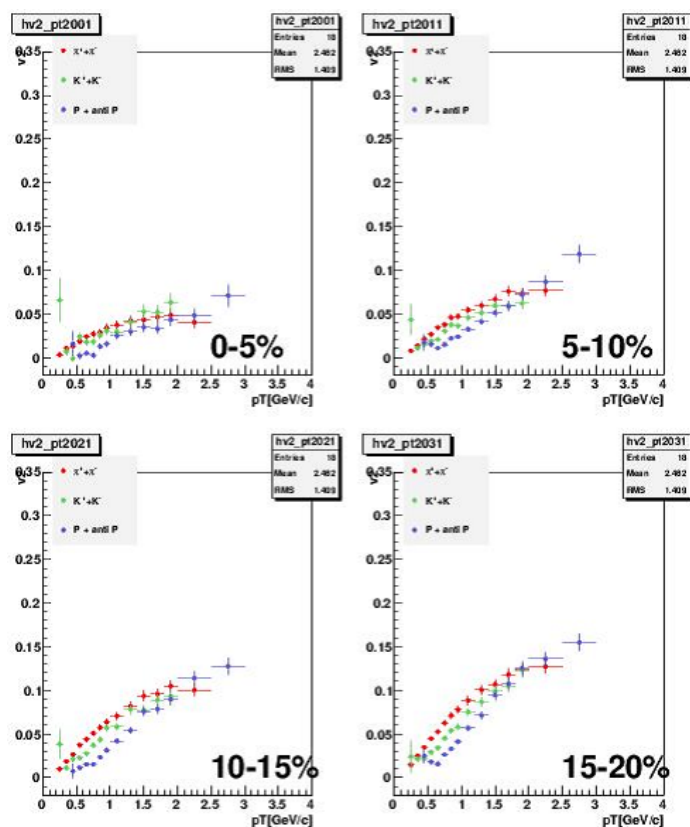 hv2_pt2001
hv2_pt2001
Entries 18
Mean 2.462
RMS 1.409
v2
0.35
0.3
0.25
0.2
0.15
0.1
0.05
0
π⁺+π⁻
K⁺+K⁻
P + anti P
0-5%
0 0.5 1 1.5 2 2.5 3 3.5 4
pT[GeV/c]
hv2_pt2011
hv2_pt2011
Entries 18
Mean 2.462
RMS 1.409
v2
0.35
0.3
0.25
0.2
0.15
0.1
0.05
0
π⁺+π⁻
K⁺+K⁻
P + anti P
5-10%
0 0.5 1 1.5 2 2.5 3 3.5 4
pT[GeV/c]
hv2_pt2021
hv2_pt2021
Entries 18
Mean 2.462
RMS 1.409
v2
0.35
0.3
0.25
0.2
0.15
0.1
0.05
0
π⁺+π⁻
K⁺+K⁻
P + anti P
10-15%
0 0.5 1 1.5 2 2.5 3 3.5 4
pT[GeV/c]
hv2_pt2031
hv2_pt2031
Entries 18
Mean 2.462
RMS 1.409
v2
0.35
0.3
0.25
0.2
0.15
0.1
0.05
0
π⁺+π⁻
K⁺+K⁻
P + anti P
15-20%
0 0.5 1 1.5 2 2.5 3 3.5 4
pT[GeV/c]